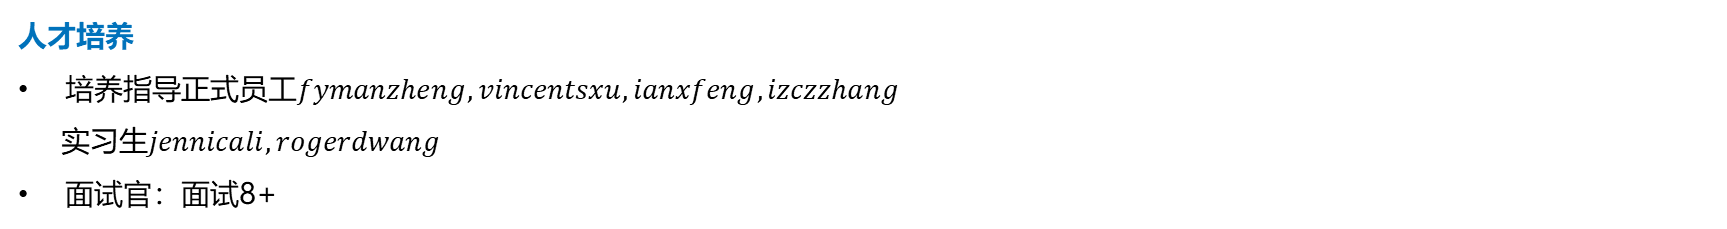 人才培养
• 培养指导正式员工fymanzheng,vincentsxu,ianxfeng,izczzhang
实习生jennicali,rogerdwang
• 面试官：面试8+